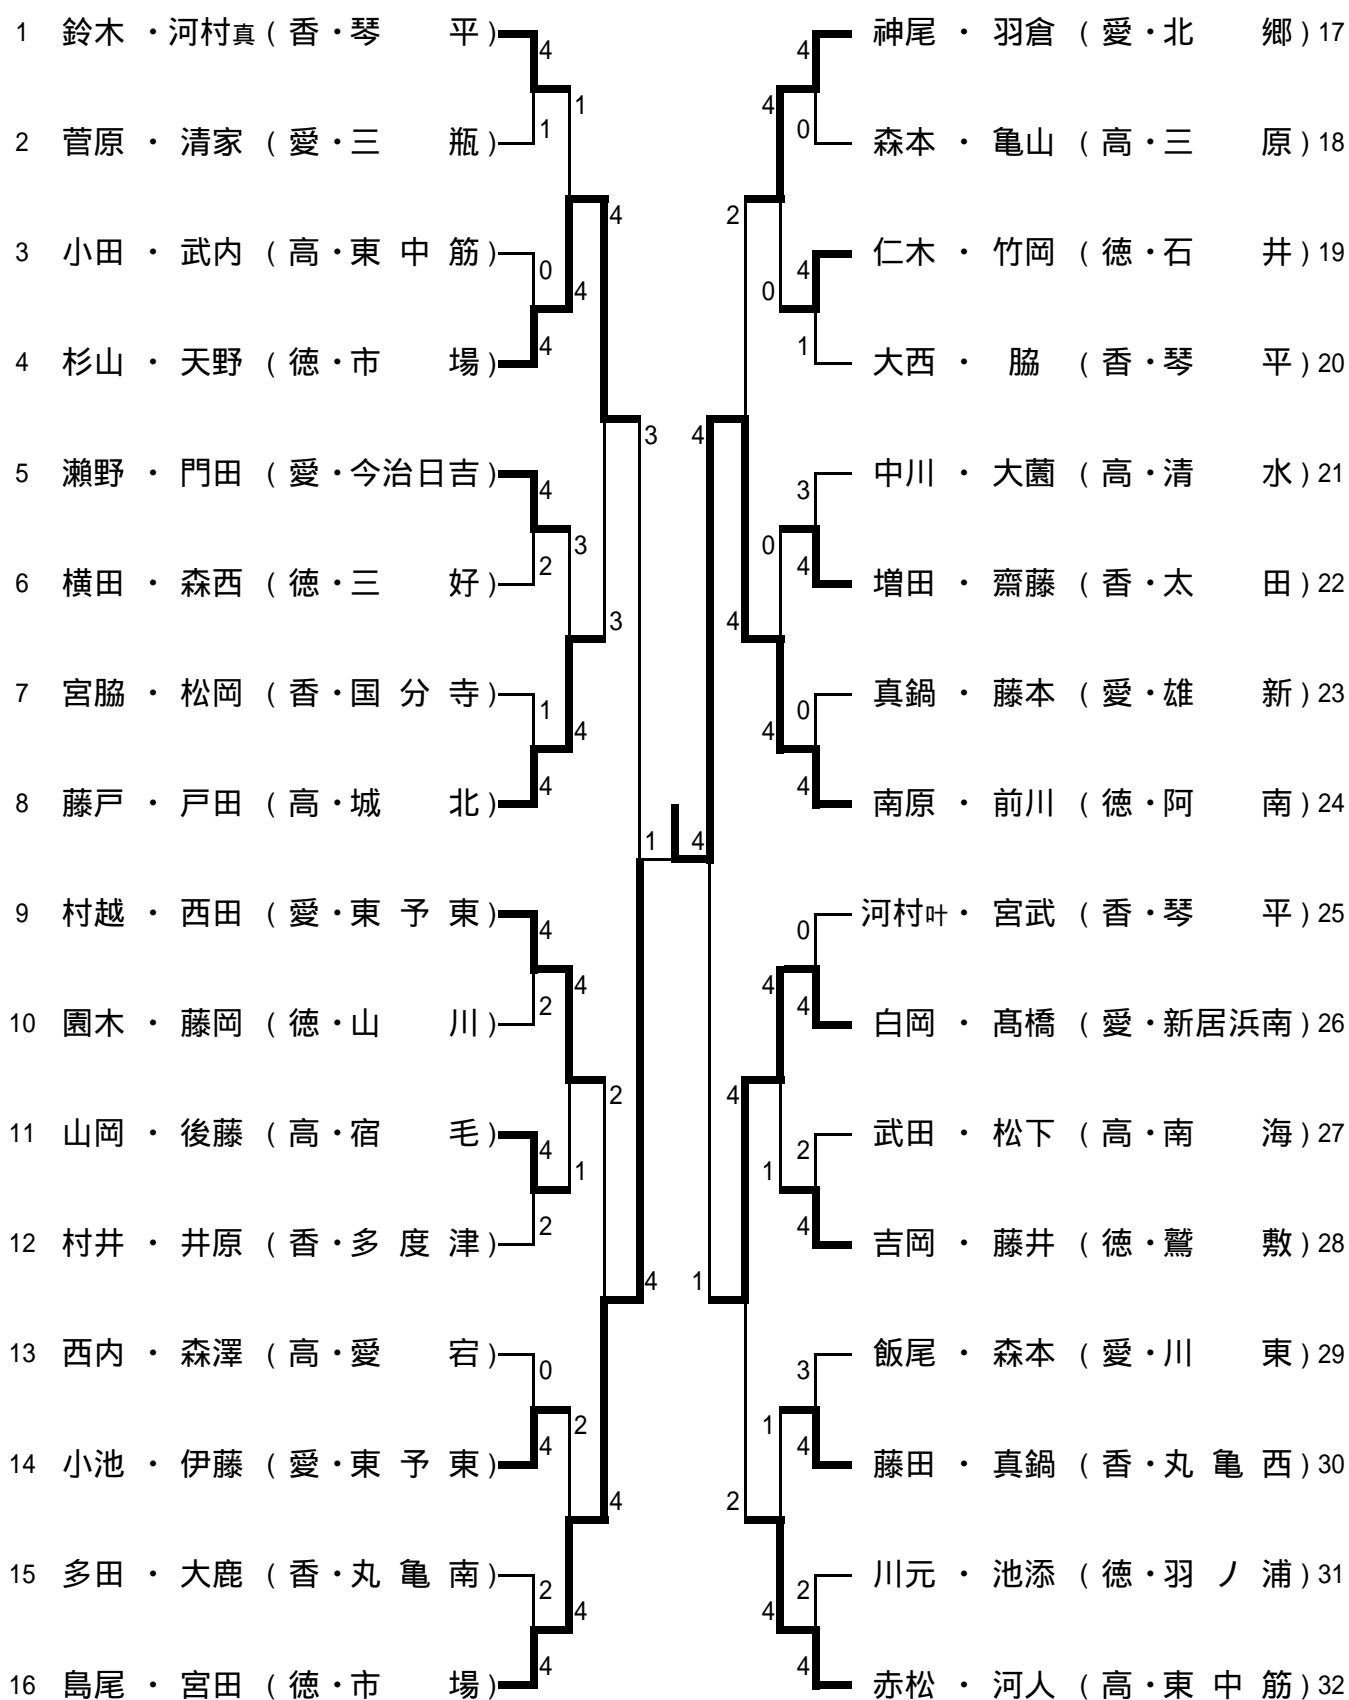 1 鈴木 ・河村真 ( 香・琴 平 )
4
1
1
2 菅原 ・ 清家 ( 愛・三 瓶 )
4
3 小田 ・ 武内 ( 高・東 中 筋 )
0
4
4 杉山 ・ 天野 ( 徳・市 場 )
4
3
5 瀨野 ・ 門田 ( 愛・今治日吉 )
4
3
2
6 横田 ・ 森西 ( 徳・三 好 )
3
7 宮脇 ・ 松岡 ( 香・国 分 寺 )
1
4
8 藤戸 ・ 戸田 ( 高・城 北 )
4
1 4
9 村越 ・ 西田 ( 愛・東 予 東 )
4
4
2
10 園木 ・ 藤岡 ( 徳・山 川 )
2
11 山岡 ・ 後藤 ( 高・宿 毛 )
4
1
2
12 村井 ・ 井原 ( 香・多 度 津 )
4
13 西内 ・ 森澤 ( 高・愛 宕 )
0
2
4
14 小池 ・ 伊藤 ( 愛・東 予 東 )
4
15 多田 ・ 大鹿 ( 香・丸 亀 南 )
2
4
16 島尾 ・ 宮田 ( 徳・市 場 )
4
神尾 ・ 羽倉 ( 愛・北 郷 ) 17
4
4
0
森本 ・ 亀山 ( 高・三 原 ) 18
2
仁木 ・ 竹岡 ( 徳・石 井 ) 19
4
0
1
大西 ・ 脇 ( 香・琴 平 ) 20
4
中川 ・ 大薗 ( 高・清 水 ) 21
3
0
4
増田 ・ 齋藤 ( 香・太 田 ) 22
4
真鍋 ・ 藤本 ( 愛・雄 新 ) 23
0
4
4
南原 ・ 前川 ( 徳・阿 南 ) 24
河村叶・ 宮武 ( 香・琴 平 ) 25
0
4
4
白岡 ・ 髙橋 ( 愛・新居浜南 ) 26
4
武田 ・ 松下 ( 高・南 海 ) 27
2
1
4
吉岡 ・ 藤井 ( 徳・鷲 敷 ) 28
1
飯尾 ・ 森本 ( 愛・川 東 ) 29
3
1
4
藤田 ・ 真鍋 ( 香・丸 亀 西 ) 30
2
川元 ・ 池添 ( 徳・羽 ノ 浦 ) 31
2
4
4
赤松 ・ 河人 ( 高・東 中 筋 ) 32